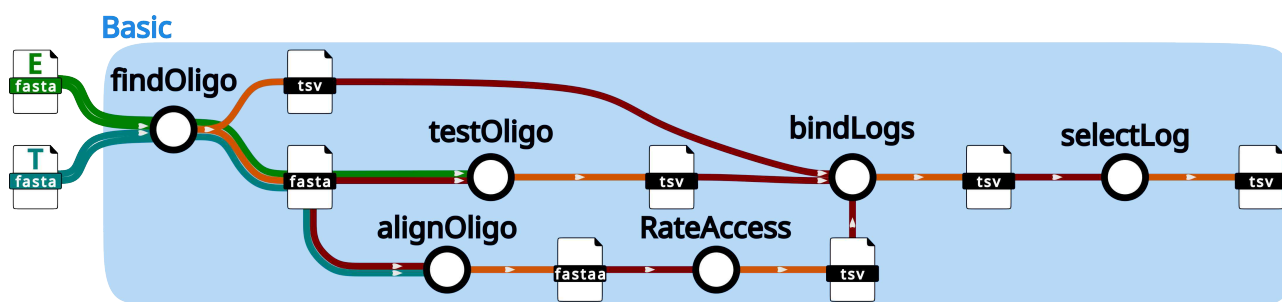 Basic
E
fasta
findOligo
tsv
testOligo
bindLogs
selectLog
T
fasta
fasta
tsv
tsv
tsv
alignOligo
RateAccess
fastaa
tsv